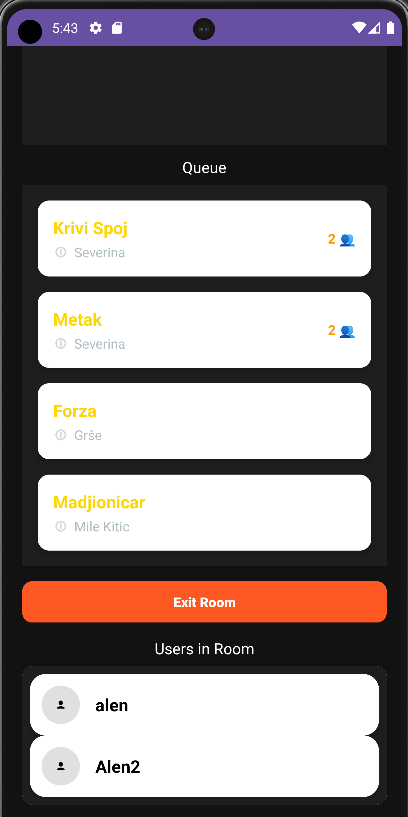 5:43
Queue
Krivi Spoj
2
Severina
Metak
2
Severina
Forza
Grše
Madjionicar
Mile Kitic
Exit Room
Users in Room
alen
Alen2